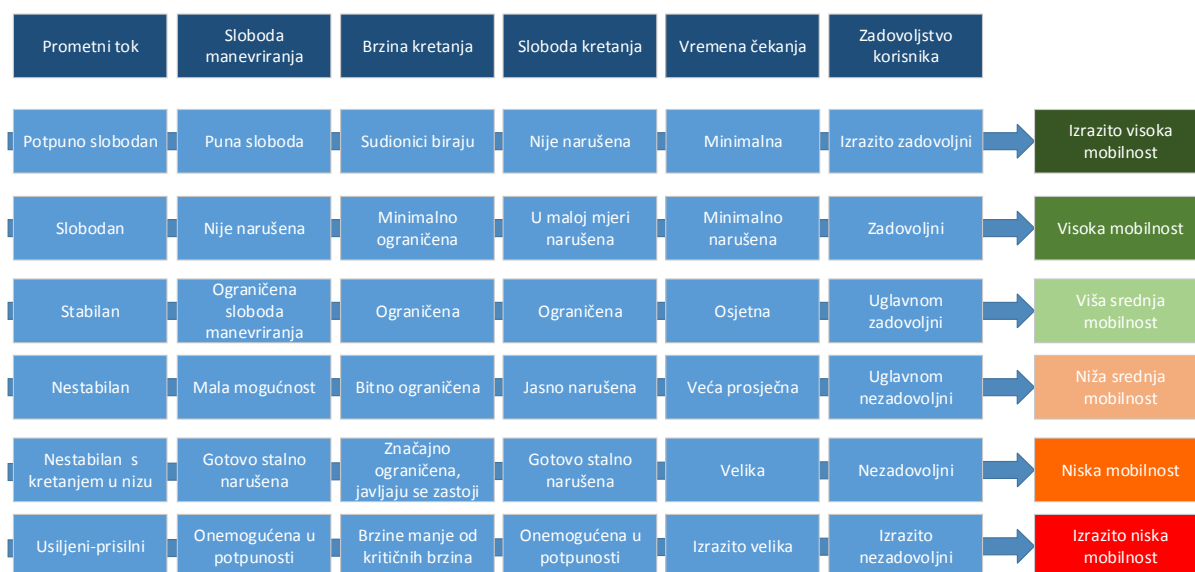 Prometni tok
Sloboda
manevriranja
Brzina kretanja
Sloboda kretanja
Vremena čekanja
Zadovoljstvo
korisnika
Potpuno slobodan
Puna sloboda
Sudionici biraju
Nije narušena
Minimalna
Izrazito zadovoljni
Izrazito visoka
mobilnost
Slobodan
Nije narušena
Minimalno
ograničena
U maloj mjeri
narušena
Minimalno
narušena
Zadovoljni
Visoka mobilnost
Stabilan
Ograničena
sloboda
manevriranja
Ograničena
Ograničena
Osjetna
Uglavnom
zadovoljni
Viša srednja
mobilnost
Nestabilan
Mala mogućnost
Bitno ograničena
Jasno narušena
Veća prosječna
Uglavnom
nezadovoljni
Niža srednja
mobilnost
Nestabilan s
kretanjem u nizu
Gotovo stalno
narušena
Značajno
ograničena,
javljaju se zastoji
Gotovo stalno
narušena
Velika
Nezadovoljni
Niska mobilnost
Usiljeni-prisilni
Onemogućena u
potpunosti
Brzine manje od
kritičnih brzina
Onemogućena u
potpunosti
Izrazito velika
Izrazito
nezadovoljni
Izrazito niska
mobilnost